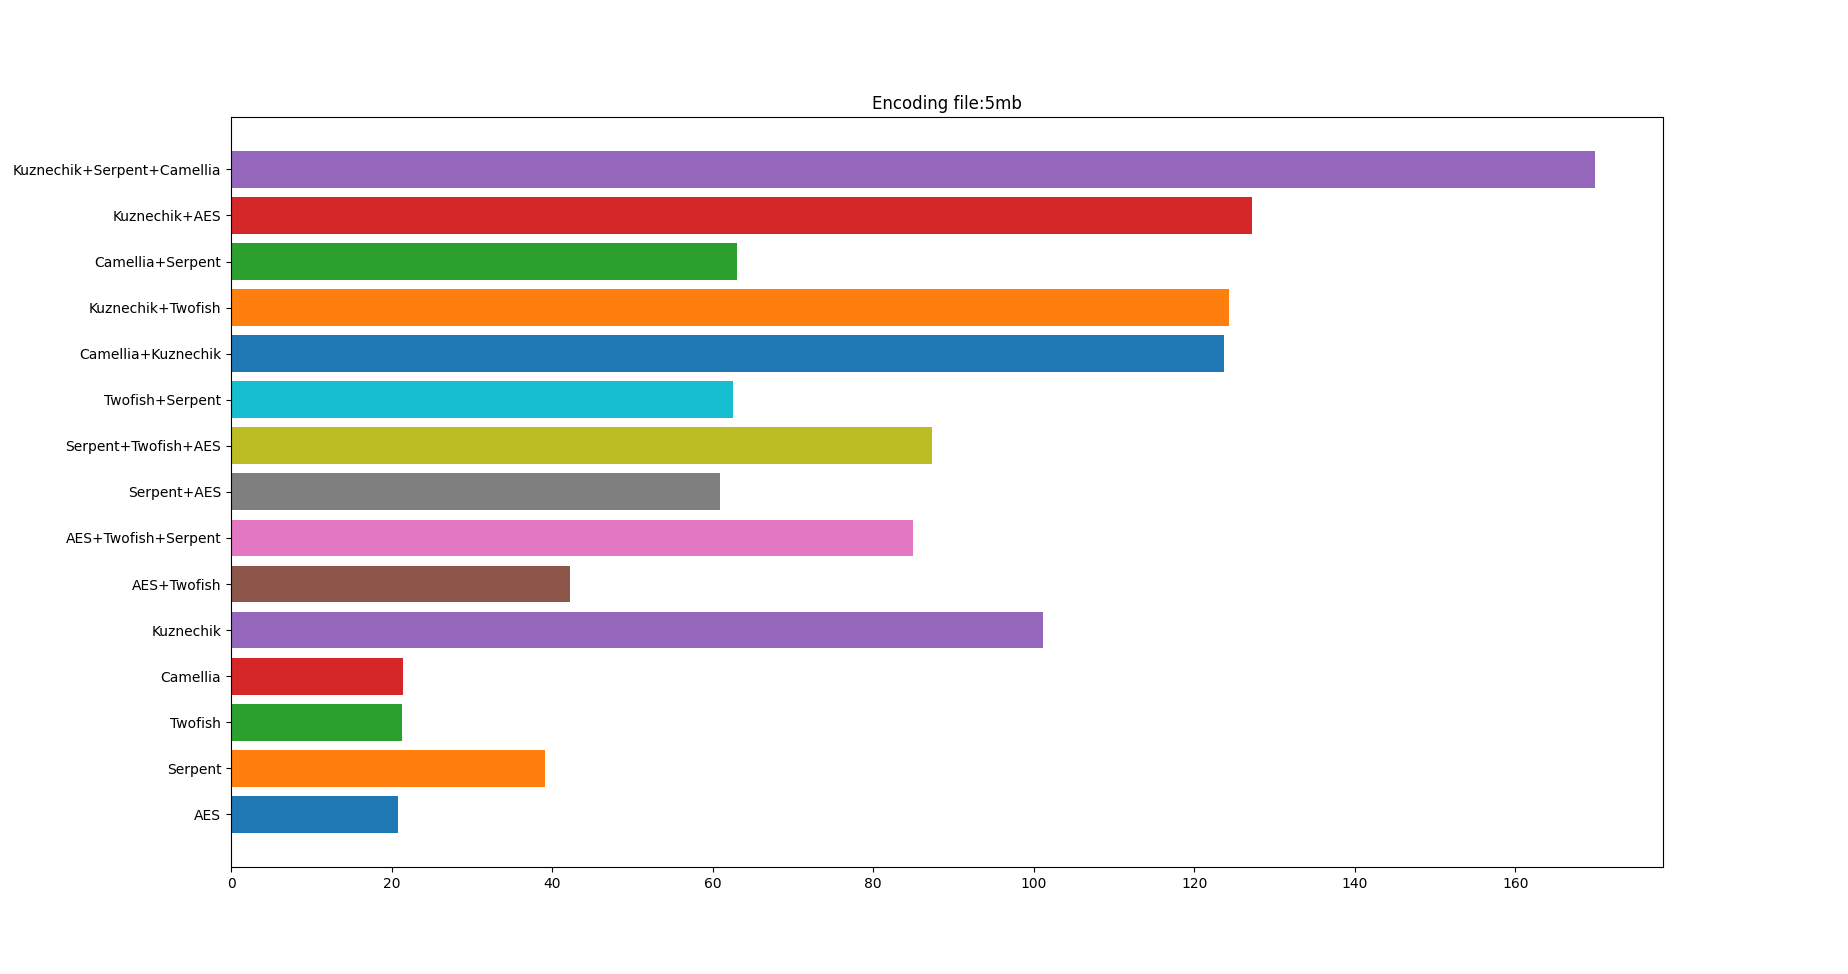 Encoding file:5mb
Kuznechik+Serpent+Camellia
Kuznechik+AES
Camellia+Serpent
Kuznechik+Twofish
Camellia+Kuznechik
Twofish+Serpent
Serpent+Twofish+AES
Serpent+AES
AES+Twofish+Serpent
AES+Twofish
Kuznechik
Camellia
Twofish
Serpent
AES
0 20 40 60 80 100 120 140 160